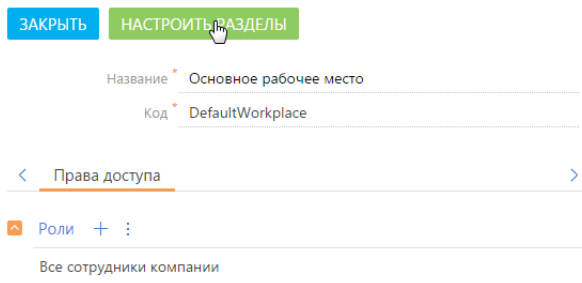 ЗАКРЫТЬ НАСТРОИТЬ РАЗДЕЛЫ
Название * Основное рабочее место
Код * DefaultWorkplace
Права доступа
Роли
Все сотрудники компании